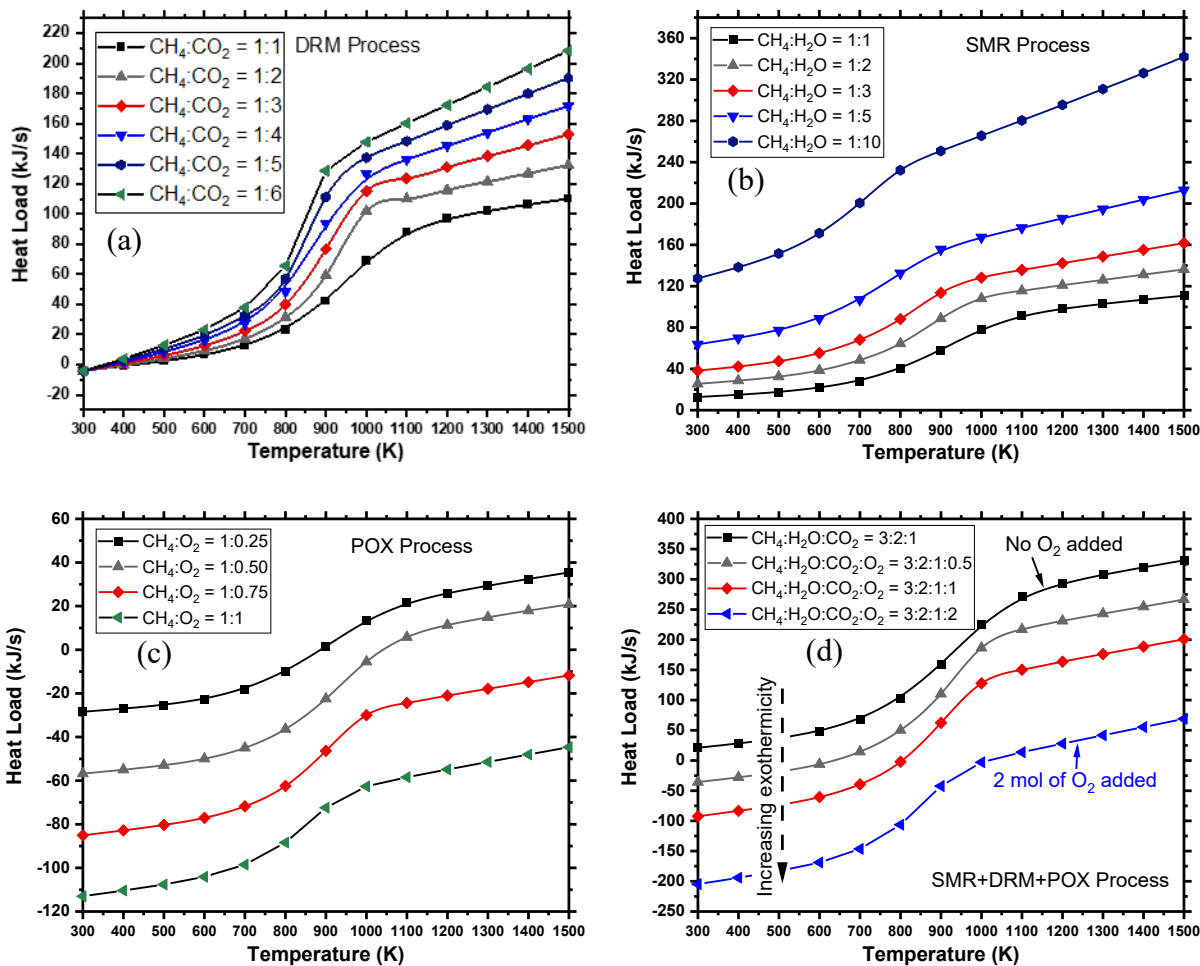 DRM Process
CH₄:CO₂ = 1:1
CH₄:CO₂ = 1:2
CH₄:CO₂ = 1:3
CH₄:CO₂ = 1:4
CH₄:CO₂ = 1:5
CH₄:CO₂ = 1:6
(a)
Heat Load (kJ/s)
220
200
180
160
140
120
100
80
60
40
20
0
-20
300 400 500 600 700 800 900 1000 1100 1200 1300 1400 1500
Temperature (K)
SMR Process
CH₄:H₂O = 1:1
CH₄:H₂O = 1:2
CH₄:H₂O = 1:3
CH₄:H₂O = 1:5
CH₄:H₂O = 1:10
(b)
Heat Load (kJ/s)
360
320
280
240
200
160
120
80
40
0
300 400 500 600 700 800 900 1000 1100 1200 1300 1400 1500
Temperature (K)
POX Process
CH₄:O₂ = 1:0.25
CH₄:O₂ = 1:0.50
CH₄:O₂ = 1:0.75
CH₄:O₂ = 1:1
(c)
Heat Load (kJ/s)
60
40
20
0
-20
-40
-60
-80
-100
-120
300 400 500 600 700 800 900 1000 1100 1200 1300 1400 1500
Temperature (K)
CH₄:H₂O:CO₂ = 3:2:1
CH₄:H₂O:CO₂:O₂ = 3:2:1:0.5
CH₄:H₂O:CO₂:O₂ = 3:2:1:1
CH₄:H₂O:CO₂:O₂ = 3:2:1:2
No O₂ added
(d)
Increasing exothermicity
2 mol of O₂ added
SMR+DRM+POX Process
Heat Load (kJ/s)
400
350
300
250
200
150
100
50
0
-50
-100
-150
-200
-250
300 400 500 600 700 800 900 1000 1100 1200 1300 1400 1500
Temperature (K)